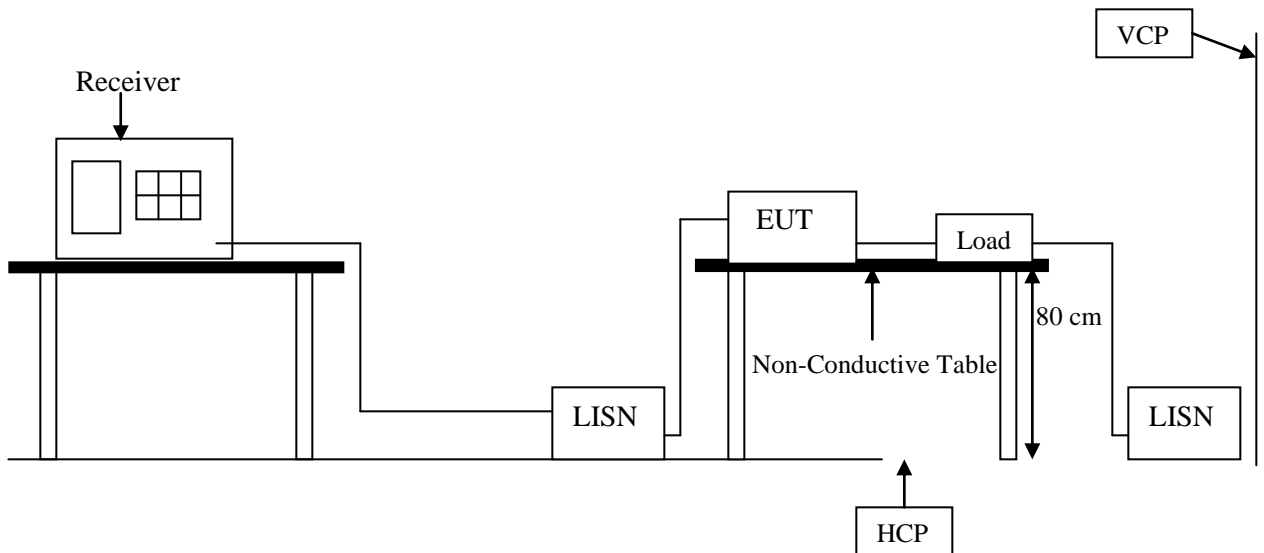 VCP
Receiver
EUT
Load
80 cm
Non-Conductive Table
LISN
LISN
HCP